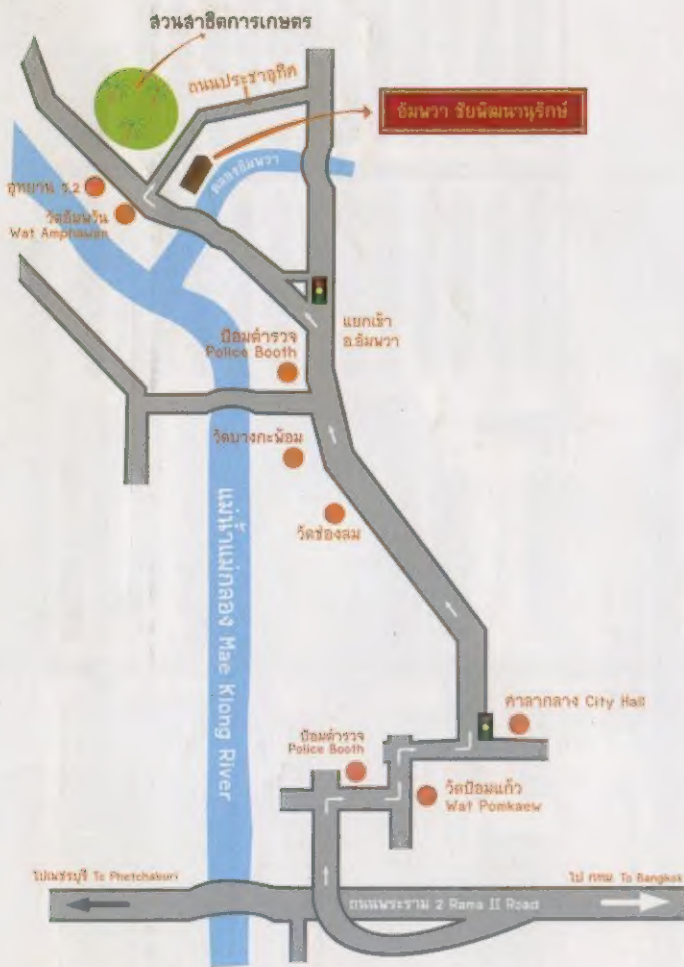 สวนสาธิตการเกษตร
ถนนประชาอุทิศ
อัมพวา ชัยพัฒนานุรักษ์
คลองอัมพวา
อุทยาน ร.2
วัดอัมพวัน
Wat Amphawan
แยกเข้า
อ.อัมพวา
ป้อมตำรวจ
Police Booth
วัดบางกะพ้อม
วัดช่องลม
แม่น้ำแม่กลอง Mae Klong River
ศาลากลาง City Hall
ป้อมตำรวจ
Police Booth
วัดป้อมแก้ว
Wat Pomkaew
ไปเพชรบุรี To Phetchaburi
ไป กทม. To Bangkok
ถนนพระราม 2 Rama II Road